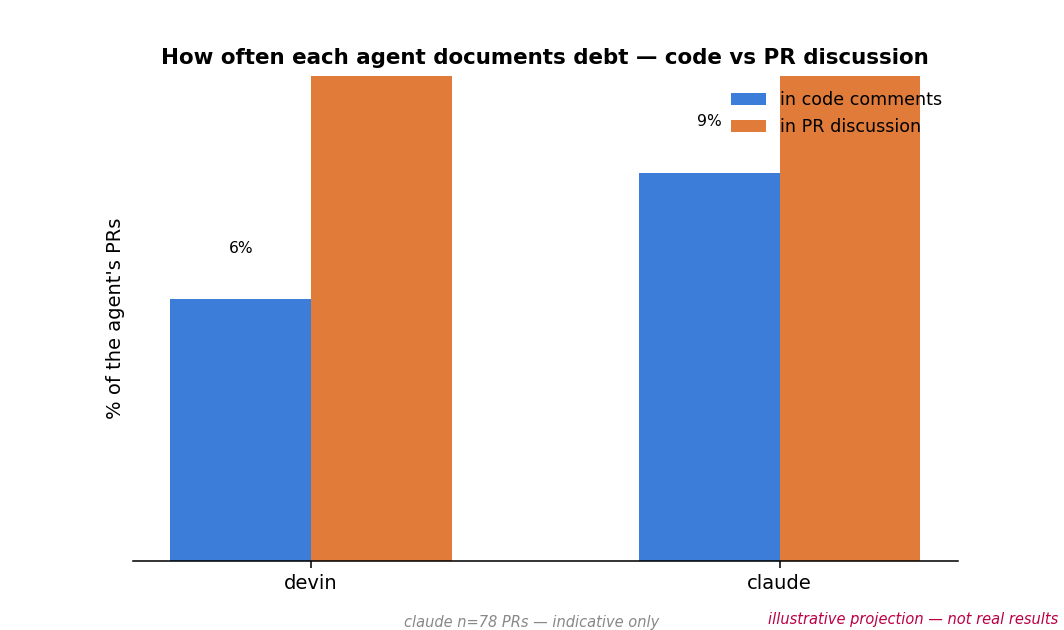 How often each agent documents debt — code vs PR discussion
in code comments
in PR discussion
9%
6%
% of the agent's PRs
devin
claude
claude n=78 PRs — indicative only
illustrative projection — not real results